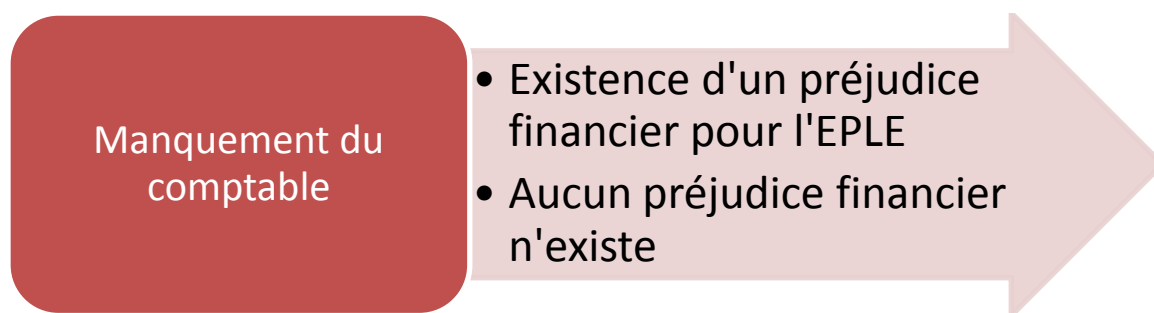 Manquement du
comptable
• Existence d'un préjudice
financier pour l'EPLE
• Aucun préjudice financier
n'existe